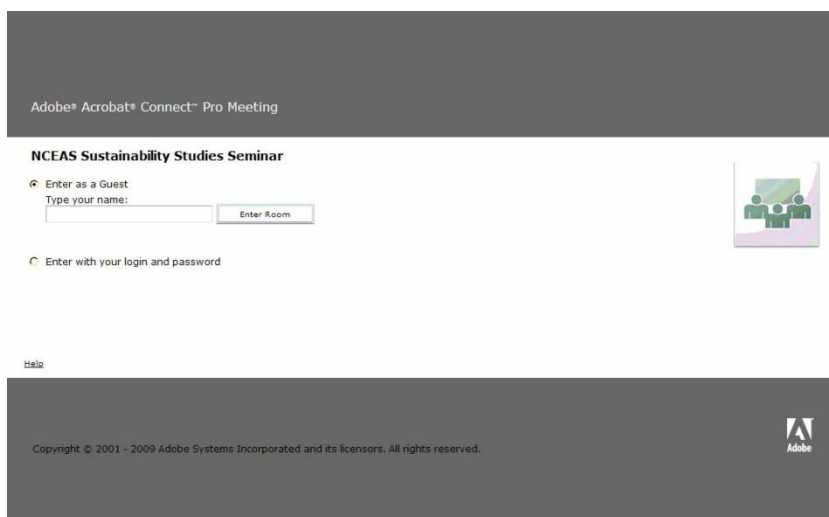 Adobe® Acrobat® Connect™ Pro Meeting
NCEAS Sustainability Studies Seminar
Enter as a Guest
Type your name:
Enter Room
Enter with your login and password
Help
Copyright © 2001 - 2009 Adobe Systems Incorporated and its licensors. All rights reserved.
Adobe